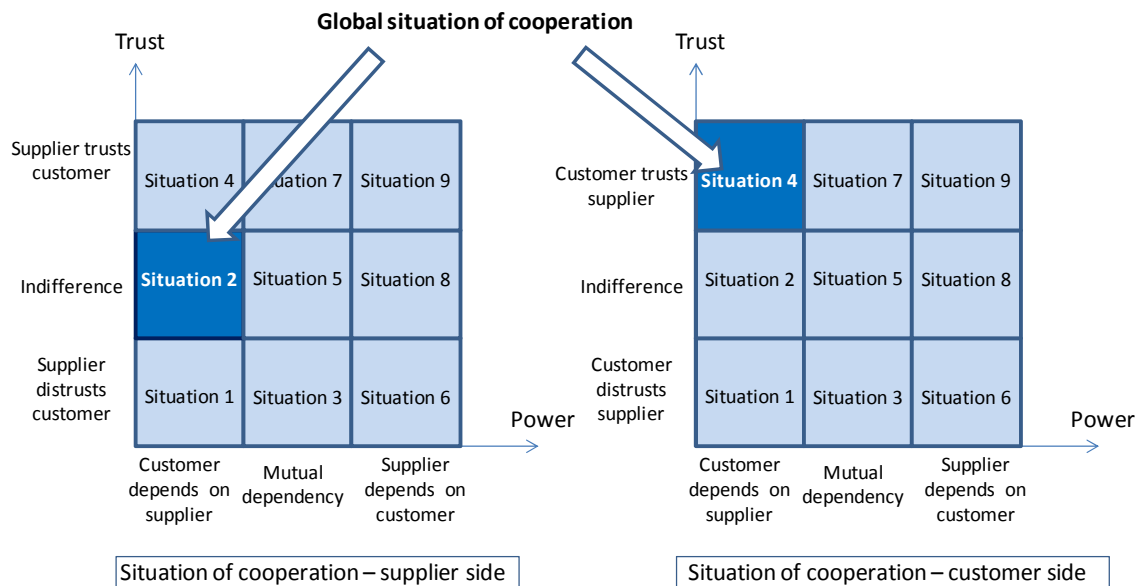 Global situation of cooperation
Trust
Supplier trusts
customer
Indifference
Supplier
distrusts
customer
Situation 4
Situation 9
Situation 2
Situation 5
Situation 8
Situation 1
Situation 3
Situation 6
Power
Customer
depends on
supplier
Mutual
dependency
Supplier
depends on
customer
Situation of cooperation – supplier side
Trust
Customer trusts
supplier
Indifference
Customer
distrusts
supplier
Situation 4
Situation 7
Situation 9
Situation 2
Situation 5
Situation 8
Situation 1
Situation 3
Situation 6
Power
Customer
depends on
supplier
Mutual
dependency
Supplier
depends on
customer
Situation of cooperation – customer side